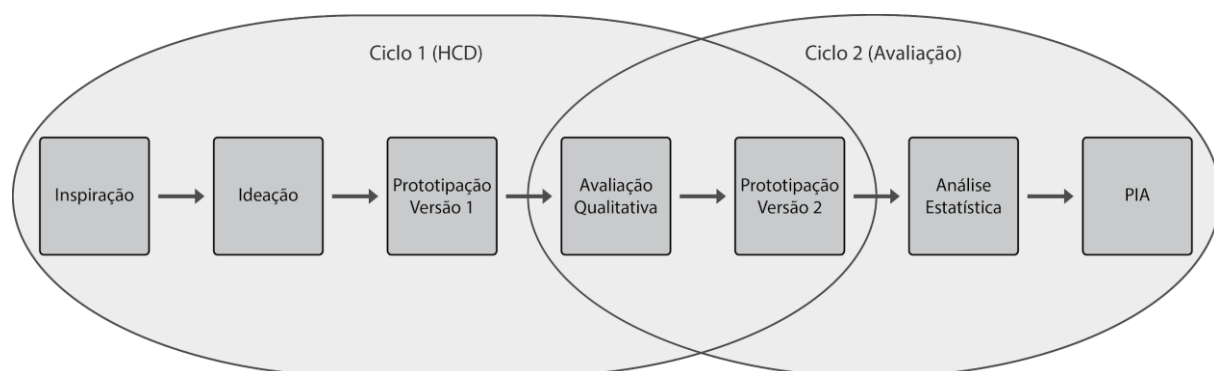 Ciclo 1 (HCD)
Ciclo 2 (Avaliação)
Inspiração
Ideação
Prototipação
Versão 1
Avaliação
Qualitativa
Prototipação
Versão 2
Análise
Estatística
PIA